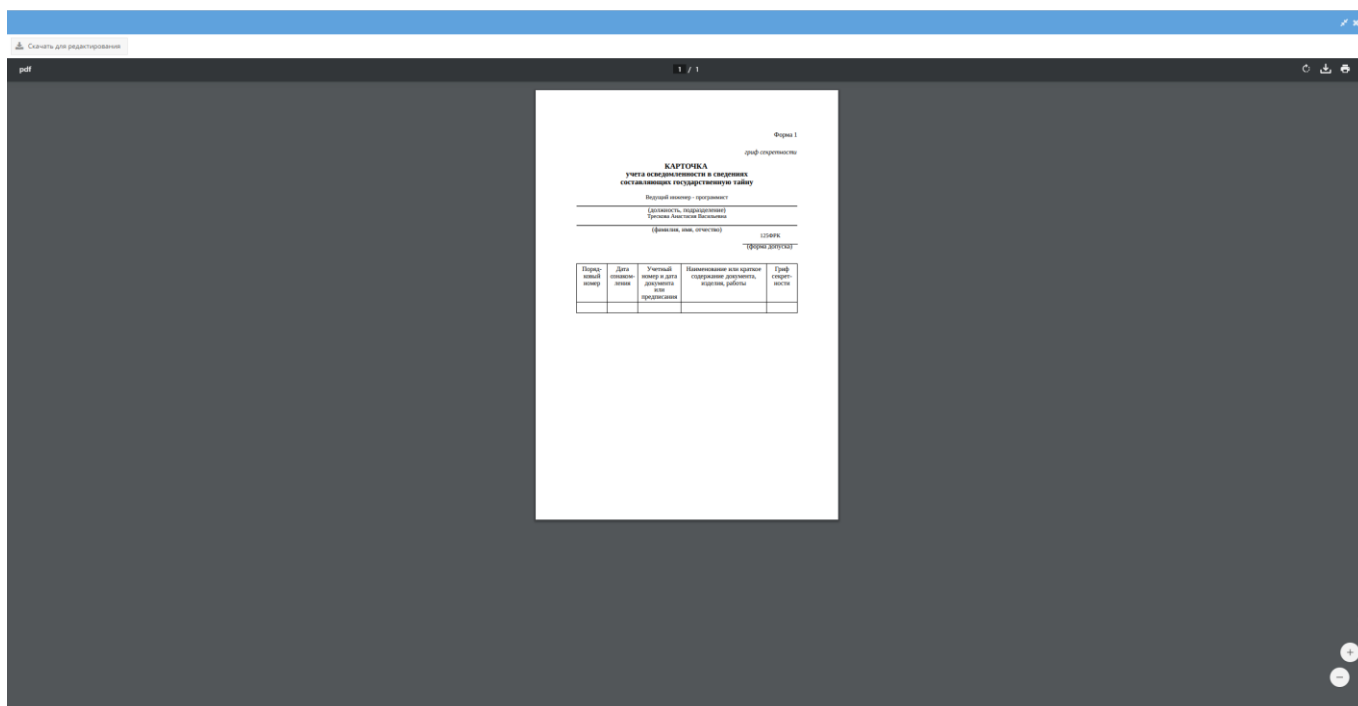 Скачать для редактирования
pdf
1 / 1
Форма 1
гриф секретности
КАРТОЧКА
учета осведомленности в сведениях
составляющих государственную тайну
Ведущий инженер - программист
(должность, подразделение)
Трескова Анастасия Васильевна
(фамилия, имя, отчество)
125ФРК
(форма допуска)
Поряд-
ковый
номер
Дата
ознаком-
ления
Учетный
номер и дата
документа
или
предписания
Наименование или краткое
содержание документа,
изделия, работы
Гриф
секрет-
ности